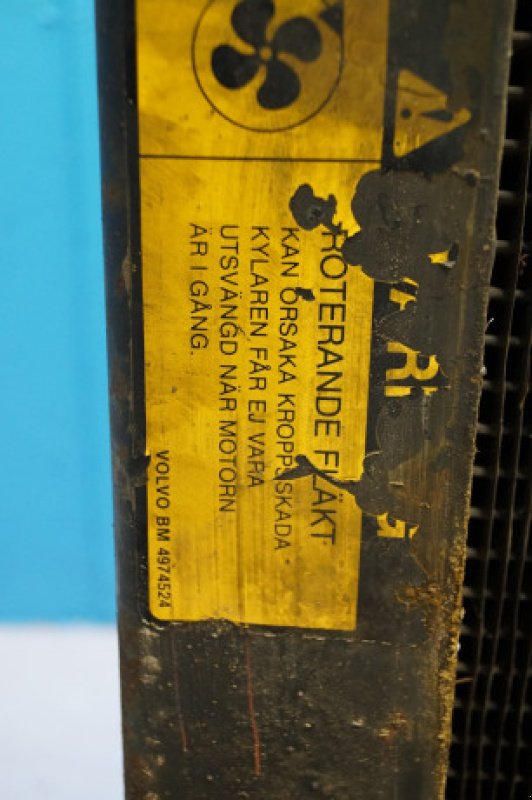 ROTERANDE FLÄKT
KAN ORSAKA KROPPSSKADA.
KYLAREN FÅR EJ VARA
UTSVÄNGD NÄR MOTORN
ÄR I GÅNG.
VOLVO BM 4974524